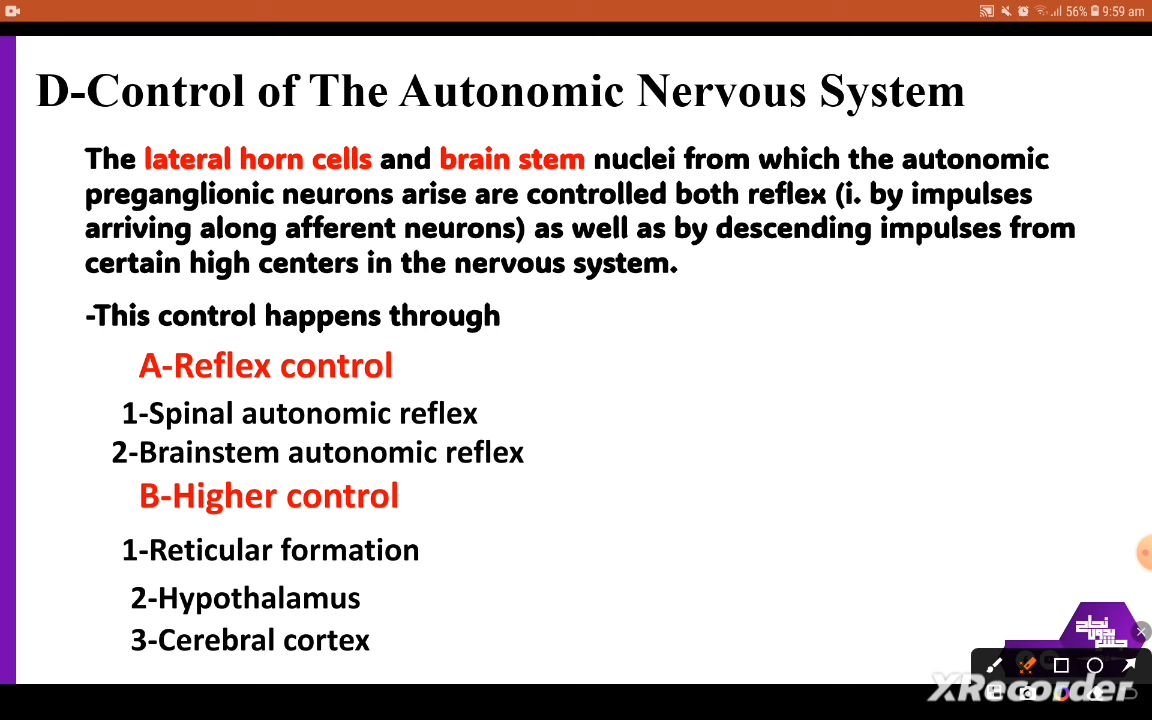 56% 9:59 am
D-Control of The Autonomic Nervous System
The lateral horn cells and brain stem nuclei from which the autonomic
preganglionic neurons arise are controlled both reflex (i. by impulses
arriving along afferent neurons) as well as by descending impulses from
certain high centers in the nervous system.
-This control happens through
A-Reflex control
1-Spinal autonomic reflex
2-Brainstem autonomic reflex
B-Higher control
1-Reticular formation
2-Hypothalamus
3-Cerebral cortex
XRecorder